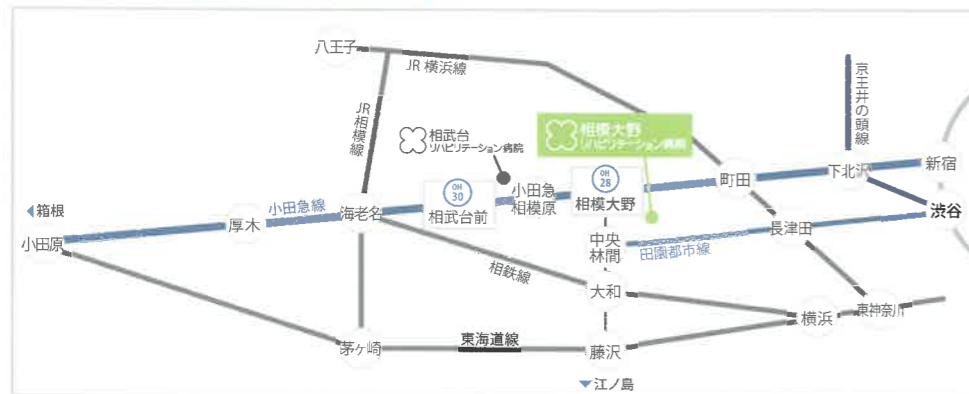 八王子
JR 横浜線
JR 相模線
京王井の頭線
相武台
リハビリテーション病院
相模大野
リハビリテーション病院
新宿
下北沢
町田
OH
28
相模大野
小田急
相模原
OH
30
相武台前
海老名
小田急線
厚木
箱根
小田原
渋谷
長津田
田園都市線
中央
林間
相鉄線
大和
横浜
東神奈川
茅ヶ崎
東海道線
藤沢
江ノ島